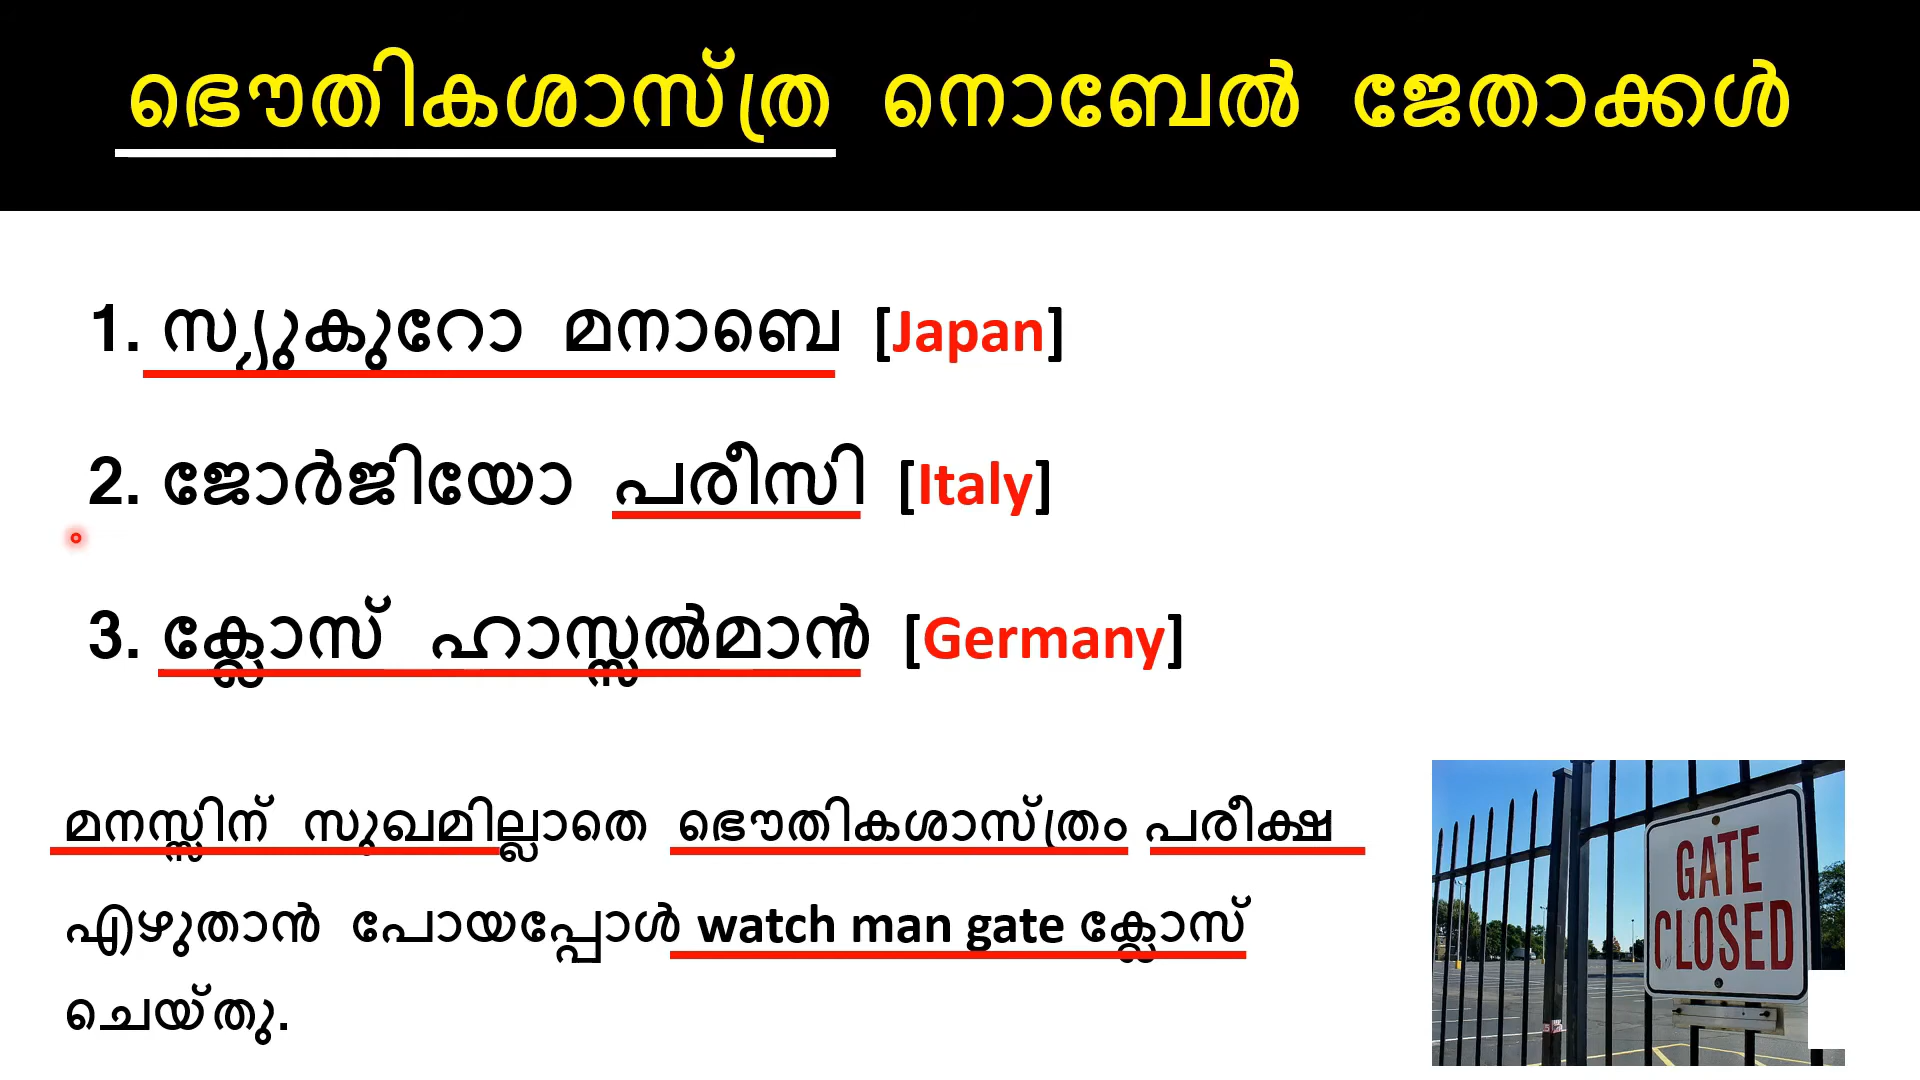 ഭൌതികശാസ്ത്ര നൊബേൽ ജേതാക്കൾ
1. സ്യുകുറോ മനാബെ [Japan]
2. ജോർജിയോ പരീസി [Italy]
3. ക്ലോസ് ഹാസ്സൽമാൻ [Germany]
മനസ്സിന് സുഖമില്ലാതെ ഭൌതികശാസ്ത്രം പരീക്ഷ
എഴുതാൻ പോയപ്പോൾ watch man gate ക്ലോസ്
ചെയ്തു.
GATE
CLOSED